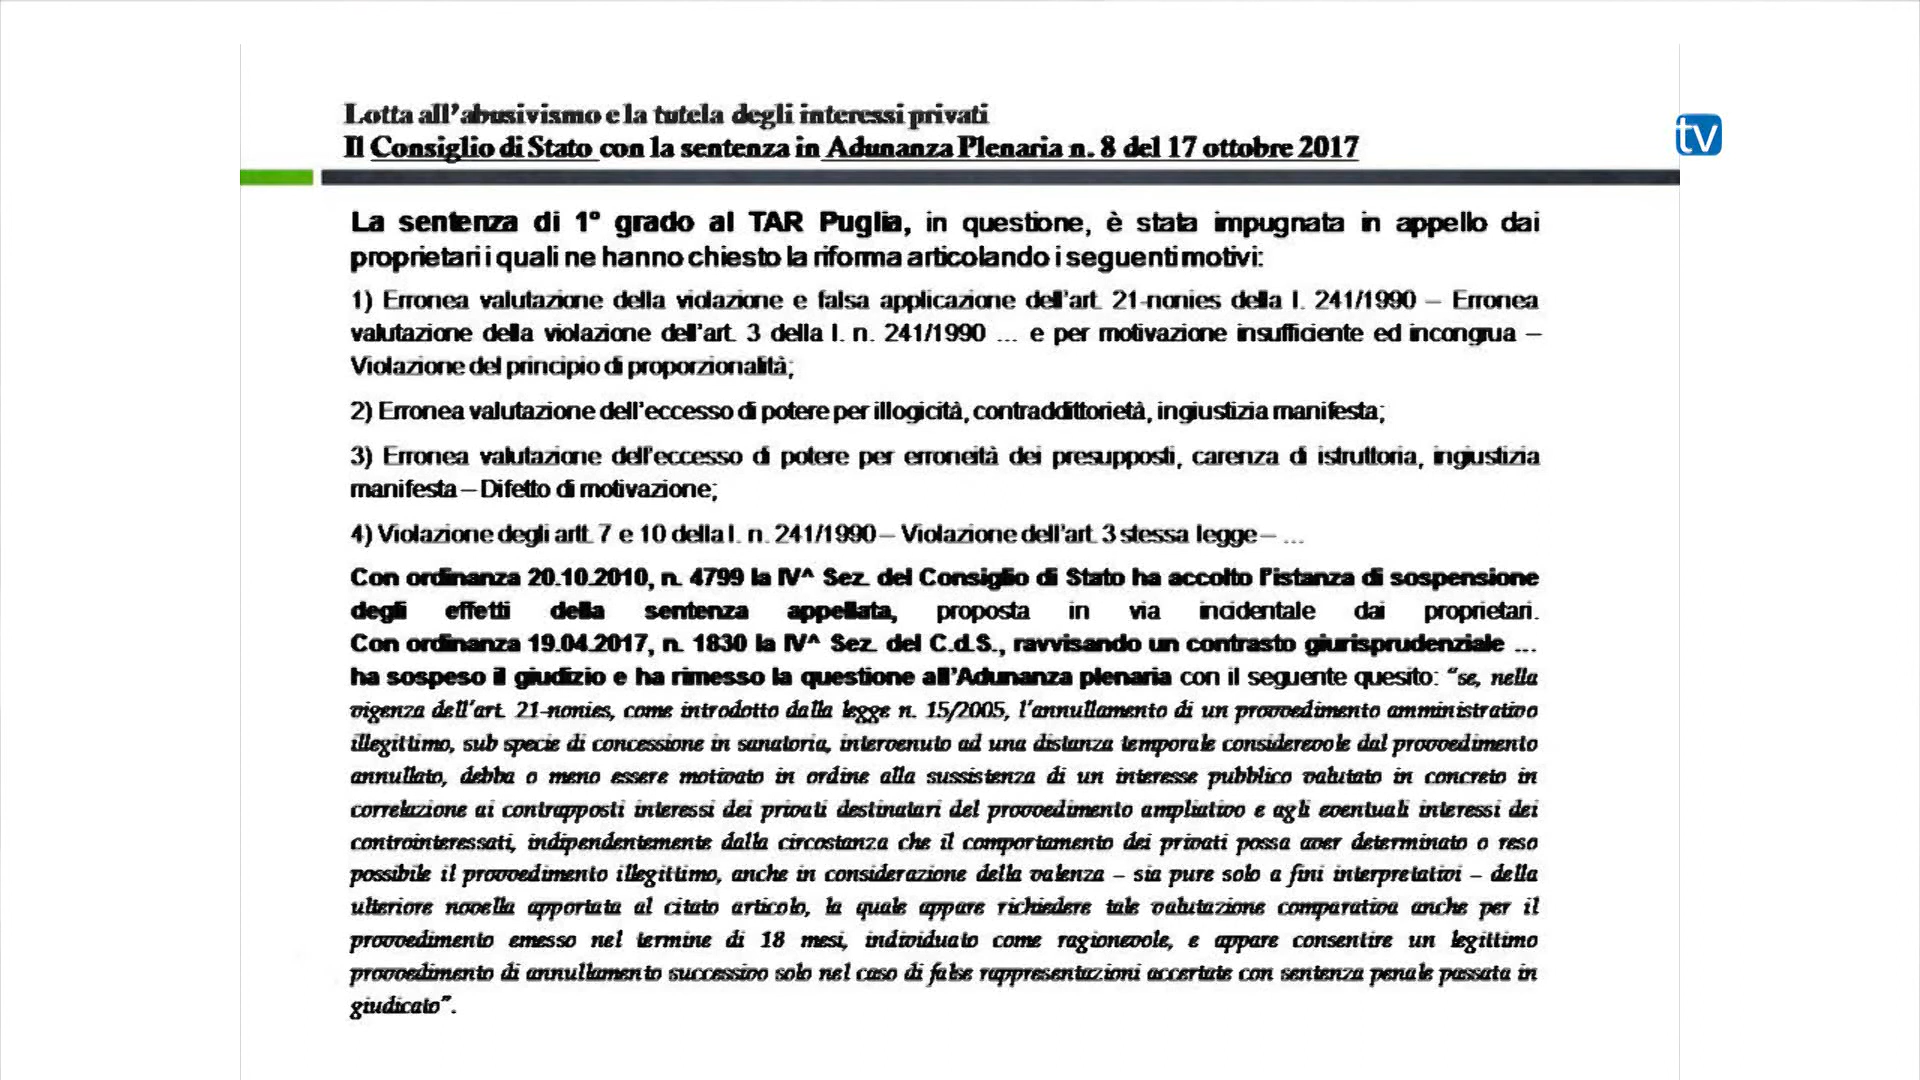 Lotta all'abusivismo e la tutela degli interessi privati
Il Consiglio di Stato con la sentenza in Adunanza Plenaria n. 8 del 17 ottobre 2017
tv
La sentenza di 1° grado al TAR Puglia, in questione, è stata impugnata in appello dai
proprietari i quali ne hanno chiesto la riforma articolando i seguenti motivi:
1) Erronea valutazione della violazione e falsa applicazione dell'art. 21-nonies della l. 241/1990 – Erronea
valutazione della violazione dell'art. 3 della l. n. 241/1990 ... e per motivazione insufficiente ed incongrua –
Violazione del principio di proporzionalità;
2) Erronea valutazione dell'eccesso di potere per illogicità, contraddittorietà, ingiustizia manifesta;
3) Erronea valutazione dell'eccesso di potere per erroneità dei presupposti, carenza di istruttoria, ingiustizia
manifesta – Difetto di motivazione;
4) Violazione degli artt. 7 e 10 della l. n. 241/1990 – Violazione dell'art. 3 stessa legge – ...
Con ordinanza 20.10.2010, n. 4799 la IV^ Sez. del Consiglio di Stato ha accolto l'istanza di sospensione
degli effetti della sentenza appellata, proposta in via incidentale dai proprietari.
Con ordinanza 19.04.2017, n. 1830 la IV^ Sez. del C.d.S., ravvisando un contrasto giurisprudenziale ...
ha sospeso il giudizio e ha rimesso la questione all'Adunanza plenaria con il seguente quesito: "se, nella
vigenza dell'art. 21-nonies, come introdotto dalla legge n. 15/2005, l'annullamento di un provvedimento amministrativo
illegittimo, sub specie di concessione in sanatoria, intervenuto ad una distanza temporale considerevole dal provvedimento
annullato, debba o meno essere motivato in ordine alla sussistenza di un interesse pubblico valutato in concreto in
correlazione ai contrapposti interessi dei privati destinatari del provvedimento ampliativo e agli eventuali interessi dei
controinteressati, indipendentemente dalla circostanza che il comportamento dei privati possa aver determinato o reso
possibile il provvedimento illegittimo, anche in considerazione della valenza – sia pure solo a fini interpretativi – della
ulteriore novella apportata al citato articolo, la quale appare richiedere tale valutazione comparativa anche per il
provvedimento emesso nel termine di 18 mesi, individuato come ragionevole, e appare consentire un legittimo
provvedimento di annullamento successivo solo nel caso di false rappresentazioni accertate con sentenza penale passata in
giudicato".